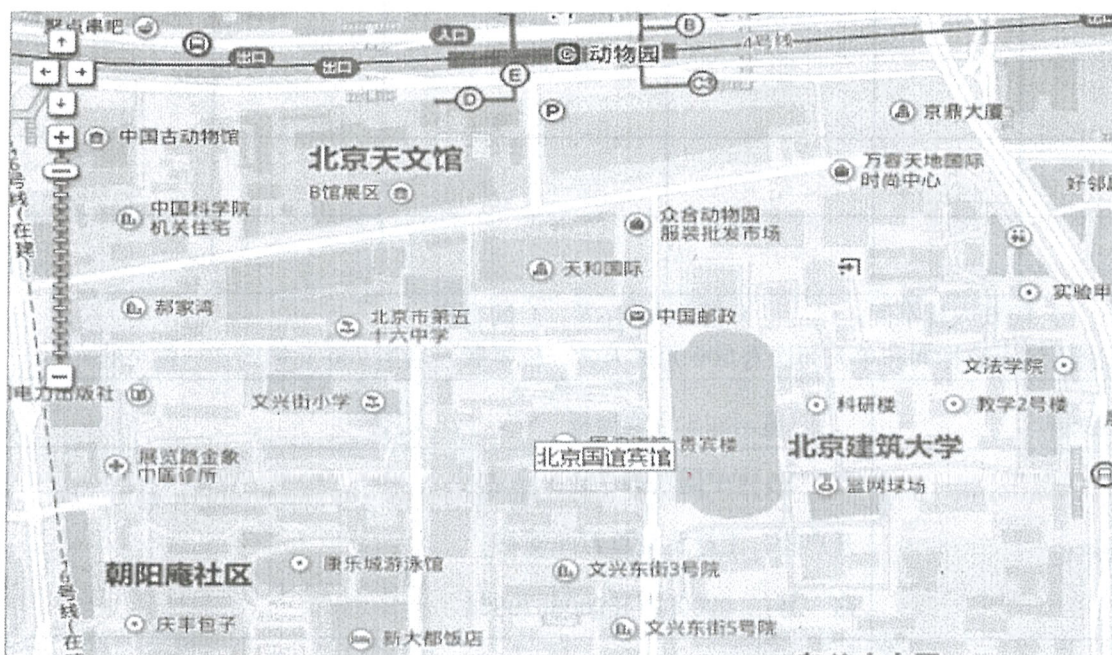 聚点串吧
B
入口
4号线
出口
出口
动物园
E
D
C3
P
京鼎大厦
中国古动物馆
北京天文馆
B馆展区
万容天地国际
时尚中心
好邻
中国科学院
机关住宅
众合动物园
服装批发市场
16号线(在建)
天和国际
实验
郝家湾
北京市第五
十六中学
中国邮政
文法学院
电力出版社
文兴街小学
科研楼
教学2号楼
贵宾楼
北京国谊宾馆
北京建筑大学
展览路金象
中医诊所
篮网球场
康乐城游泳馆
文兴东街3号院
朝阳庵社区
16号线(在
庆丰包子
新大都饭店
文兴东街5号院